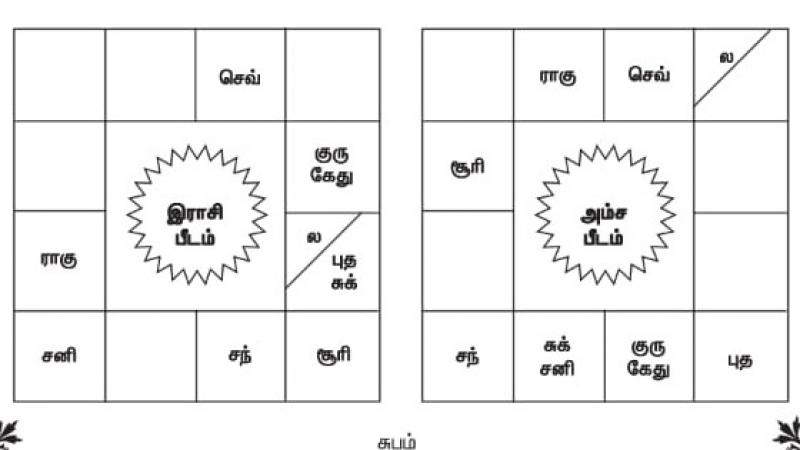 செவ்
குரு
கேது
இராசி
பீடம்
ராகு
ல
புத
சுக்
சனி
சந்
சூரி
ராகு
செவ்
ல
சூரி
அம்ச
பீடம்
சந்
சுக்
சனி
குரு
கேது
புத
சுபம்